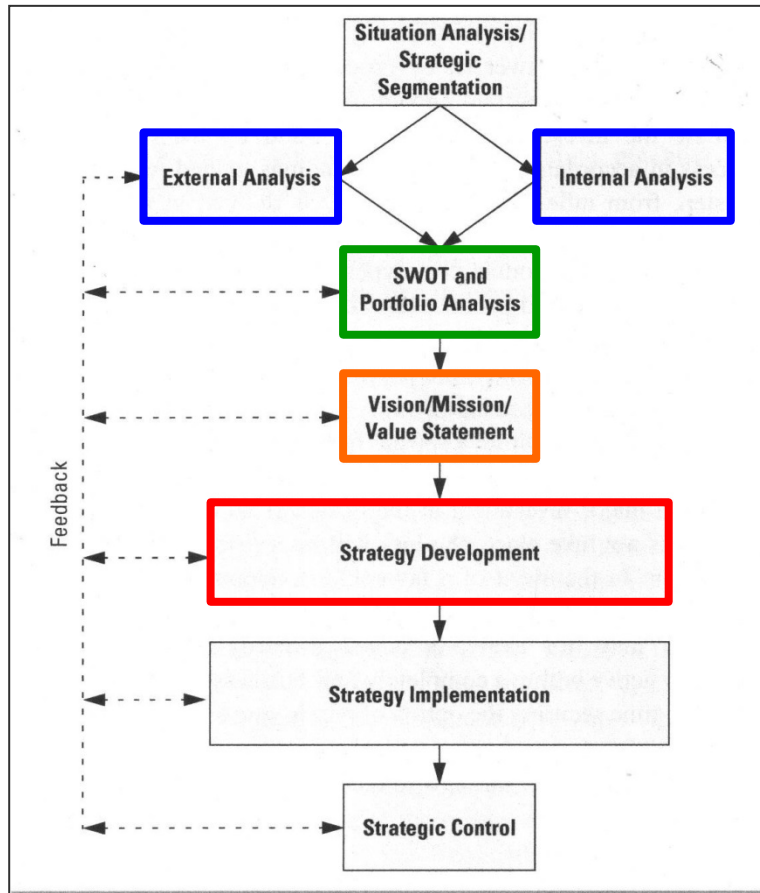 Situation Analysis/
Strategic
Segmentation
External Analysis
Internal Analysis
SWOT and
Portfolio Analysis
Vision/Mission/
Value Statement
Feedback
Strategy Development
Strategy Implementation
Strategic Control